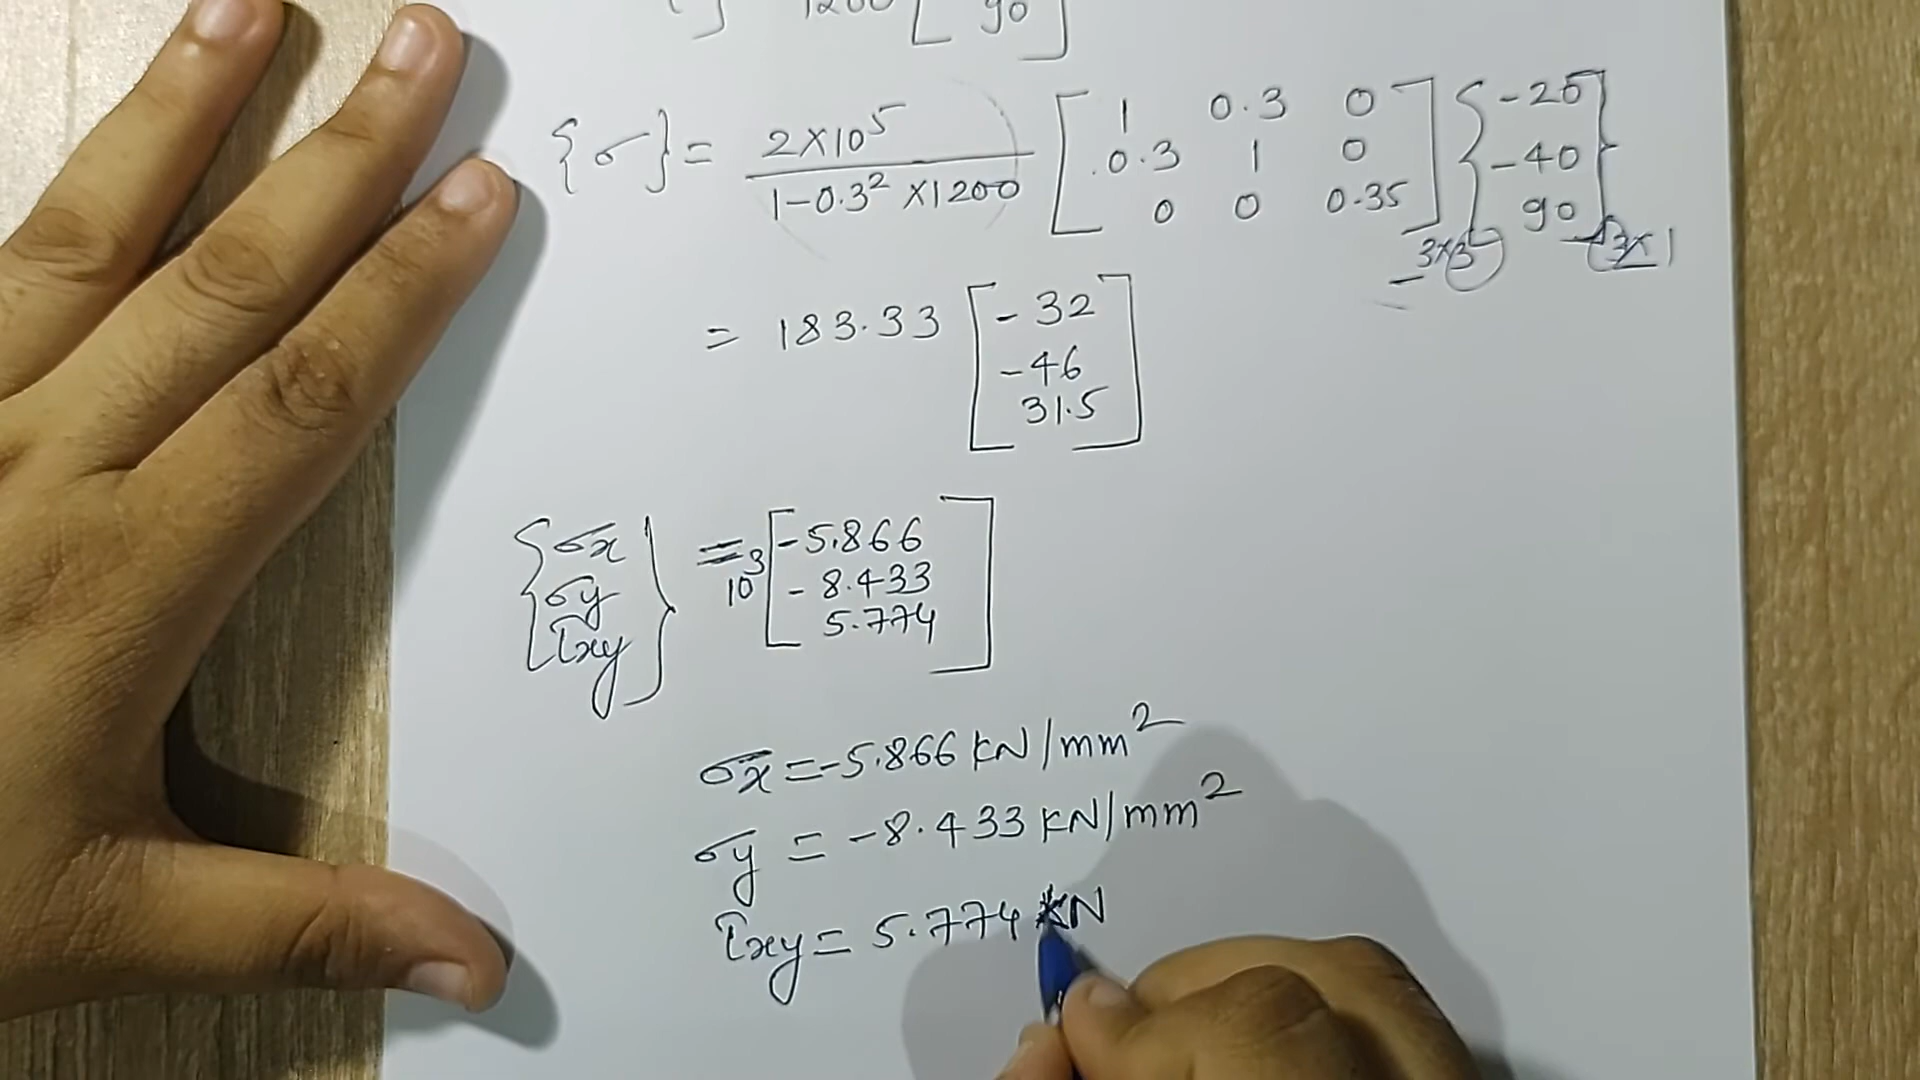 1200 [ 90 ]
{σ} = 2×10⁵ / 1-0.3² ×1200 [ 1 0.3 0 ] { -20 }
0.3 1 0 -40
0 0 0.35 90
3×3 3×1
= 183.33 [ -32
-46
31.5 ]
{ σx = 10³ [ -5.866
σy - 8.433
τxy } 5.774 ]
σx = -5.866 KN/mm²
σy = -8.433 KN/mm²
τxy = 5.774 KN